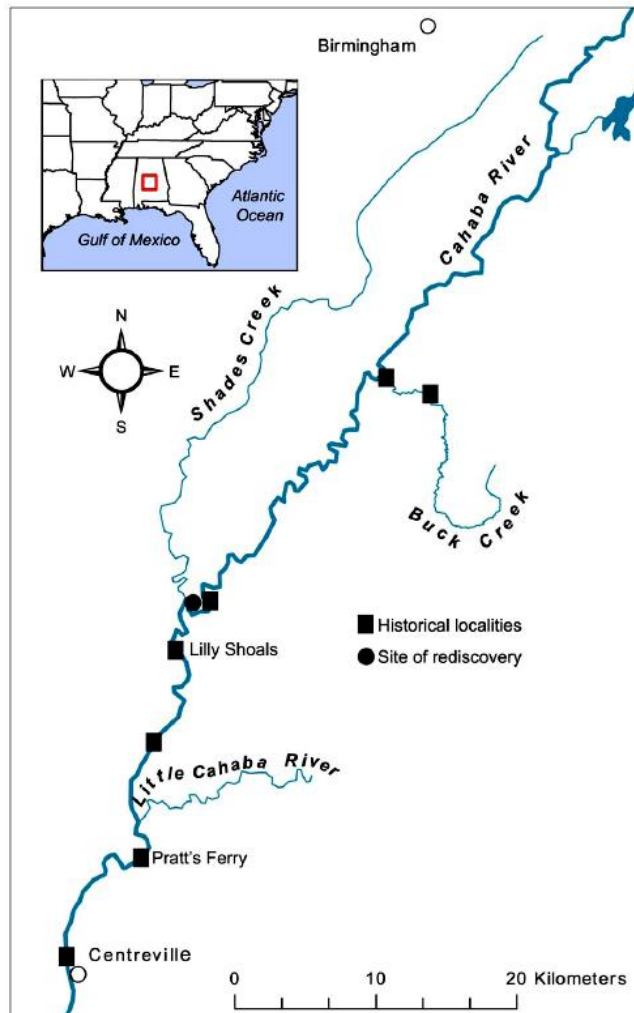 Birmingham
Atlantic
Ocean
Gulf of Mexico
Cahaba River
Shades Creek
N
W E
S
Buck Creek
Historical localities
Lilly Shoals
Site of rediscovery
Little Cahaba River
Pratt's Ferry
Centreville
0 10 20 Kilometers